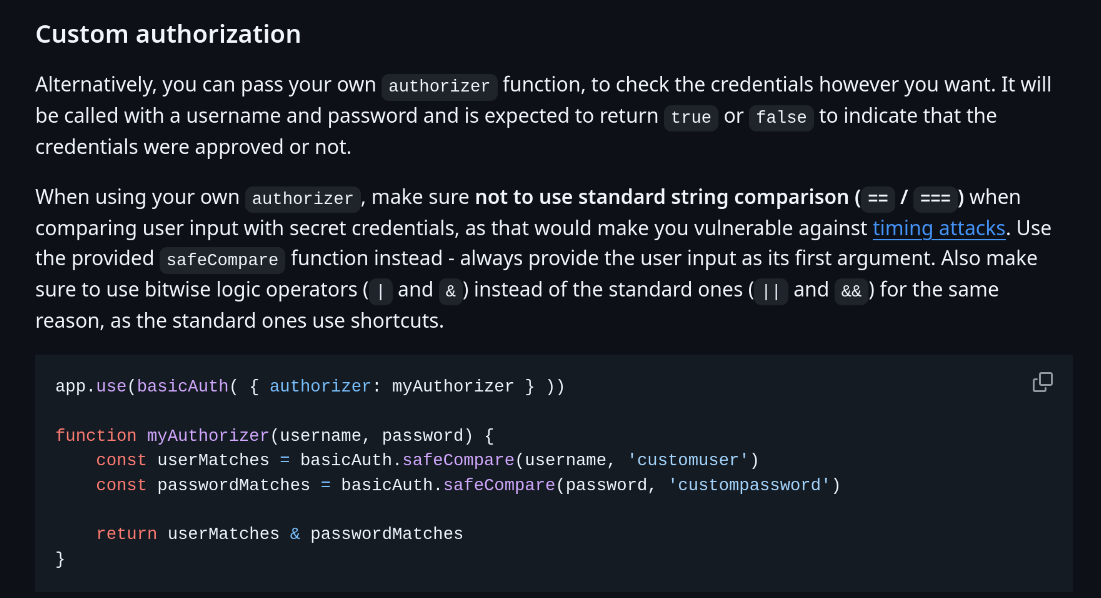 Custom authorization
Alternatively, you can pass your own authorizer function, to check the credentials however you want. It will
be called with a username and password and is expected to return true or false to indicate that the
credentials were approved or not.
When using your own authorizer, make sure not to use standard string comparison (== / ===) when
comparing user input with secret credentials, as that would make you vulnerable against timing attacks. Use
the provided safeCompare function instead - always provide the user input as its first argument. Also make
sure to use bitwise logic operators (| and &) instead of the standard ones (|| and &&) for the same
reason, as the standard ones use shortcuts.
app.use(basicAuth( { authorizer: myAuthorizer } ))
function myAuthorizer(username, password) {
    const userMatches = basicAuth.safeCompare(username, 'customuser')
    const passwordMatches = basicAuth.safeCompare(password, 'custompassword')
    return userMatches & passwordMatches
}